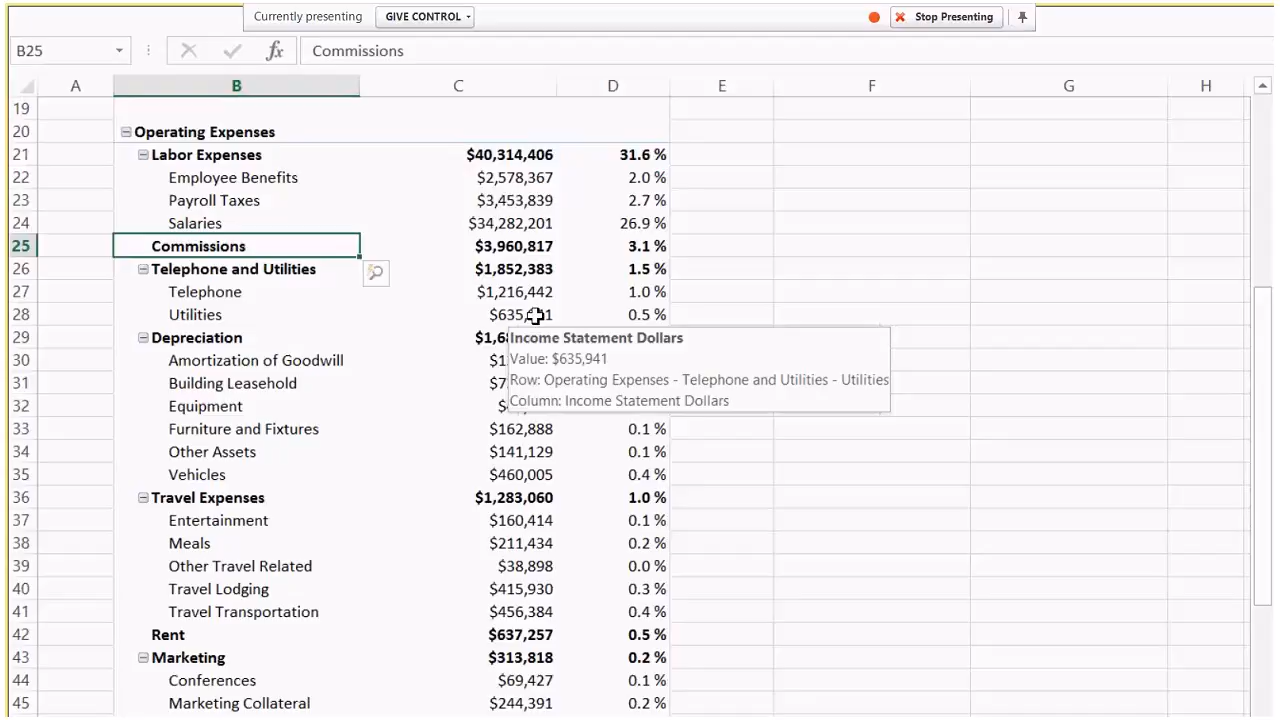 Currently presenting GIVE CONTROL Stop Presenting
B25 fx Commissions
A B C D E F G H
19
20 Operating Expenses
21 Labor Expenses $40,314,406 31.6 %
22 Employee Benefits $2,578,367 2.0 %
23 Payroll Taxes $3,453,839 2.7 %
24 Salaries $34,282,201 26.9 %
25 Commissions $3,960,817 3.1 %
26 Telephone and Utilities $1,852,383 1.5 %
27 Telephone $1,216,442 1.0 %
28 Utilities 0.5 %
29 Depreciation
Income Statement Dollars
Value: $635,941
Row: Operating Expenses - Telephone and Utilities - Utilities
Column: Income Statement Dollars
30 Amortization of Goodwill
31 Building Leasehold
32 Equipment
33 Furniture and Fixtures $162,888 0.1 %
34 Other Assets $141,129 0.1 %
35 Vehicles $460,005 0.4 %
36 Travel Expenses $1,283,060 1.0 %
37 Entertainment $160,414 0.1 %
38 Meals $211,434 0.2 %
39 Other Travel Related $38,898 0.0 %
40 Travel Lodging $415,930 0.3 %
41 Travel Transportation $456,384 0.4 %
42 Rent $637,257 0.5 %
43 Marketing $313,818 0.2 %
44 Conferences $69,427 0.1 %
45 Marketing Collateral $244,391 0.2 %